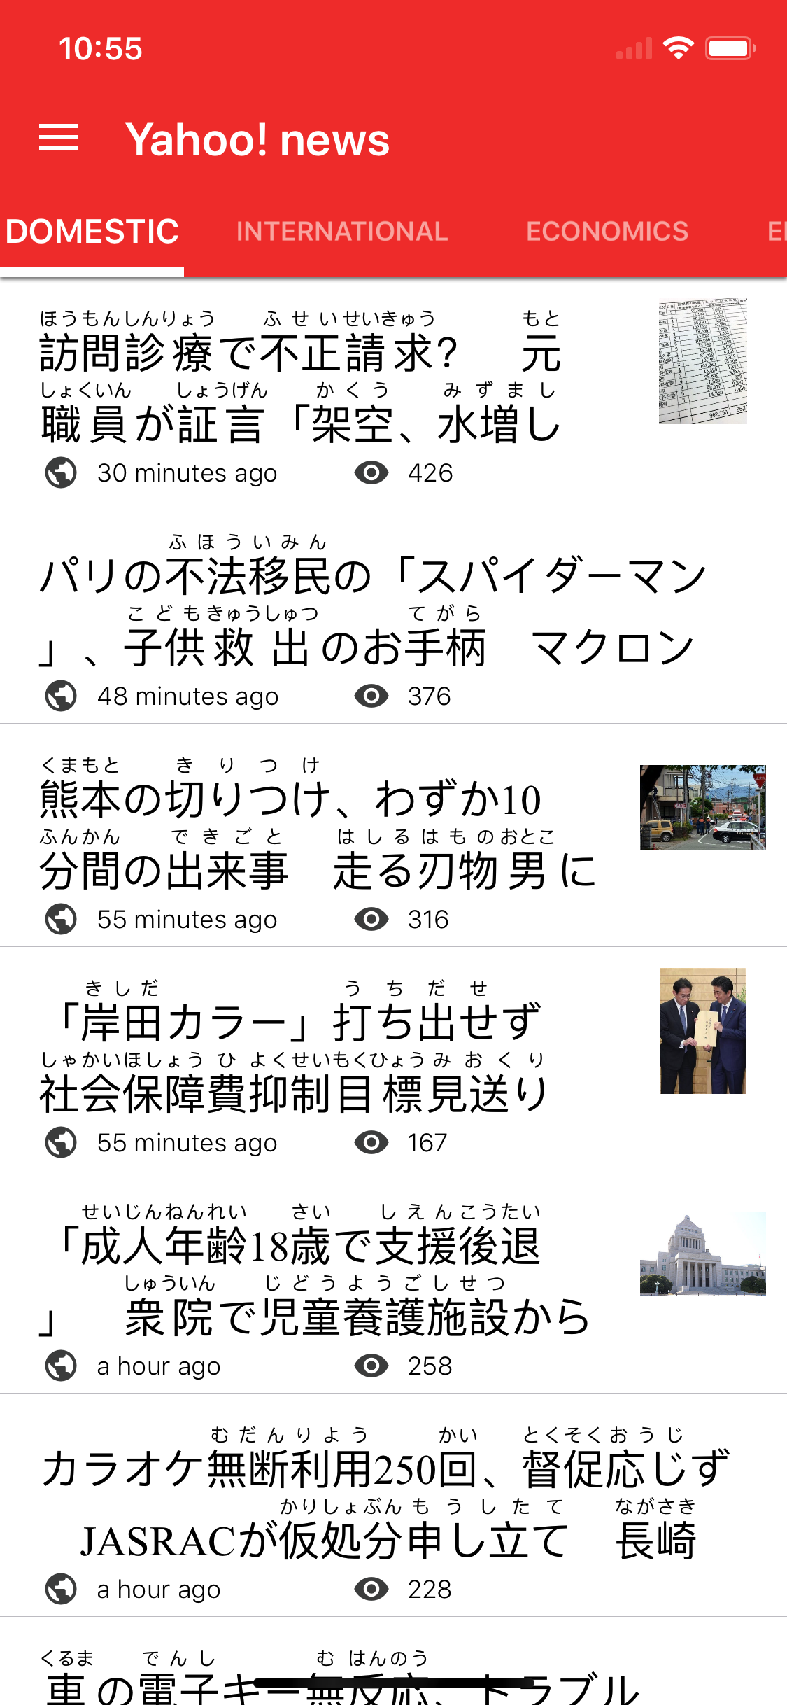 10:55
Yahoo! news
DOMESTIC INTERNATIONAL ECONOMICS
ほうもんしんりょう ふせいせいきゅう もと
訪問診療で不正請求?　元
しょくいん しょうげん かくう みずまし
職員が証言「架空、水増し
30 minutes ago 426
ふほういみん
パリの不法移民の「スパイダーマン
こどもきゅうしゅつ てがら
」、子供救出のお手柄　マクロン
48 minutes ago 376
くまもと きりつけ
熊本の切りつけ、わずか10
ふんかん できごと はしるはものおとこ
分間の出来事　走る刃物男に
55 minutes ago 316
きしだ うちだせ
「岸田カラー」打ち出せず
しゃかいほしょうひよくせいもくひょうみおくり
社会保障費抑制目標見送り
55 minutes ago 167
せいじんねんれい さい しえんこうたい
「成人年齢18歳で支援後退
しゅういん じどうようごしせつ
」　衆院で児童養護施設から
a hour ago 258
むだんりよう かい とくそくおうじ
カラオケ無断利用250回、督促応じず
かりしょぶんもうしたて ながさき
JASRACが仮処分申し立て　長崎
a hour ago 228
くるま でんし むはんのう
車の電子キー無反応、トラブル